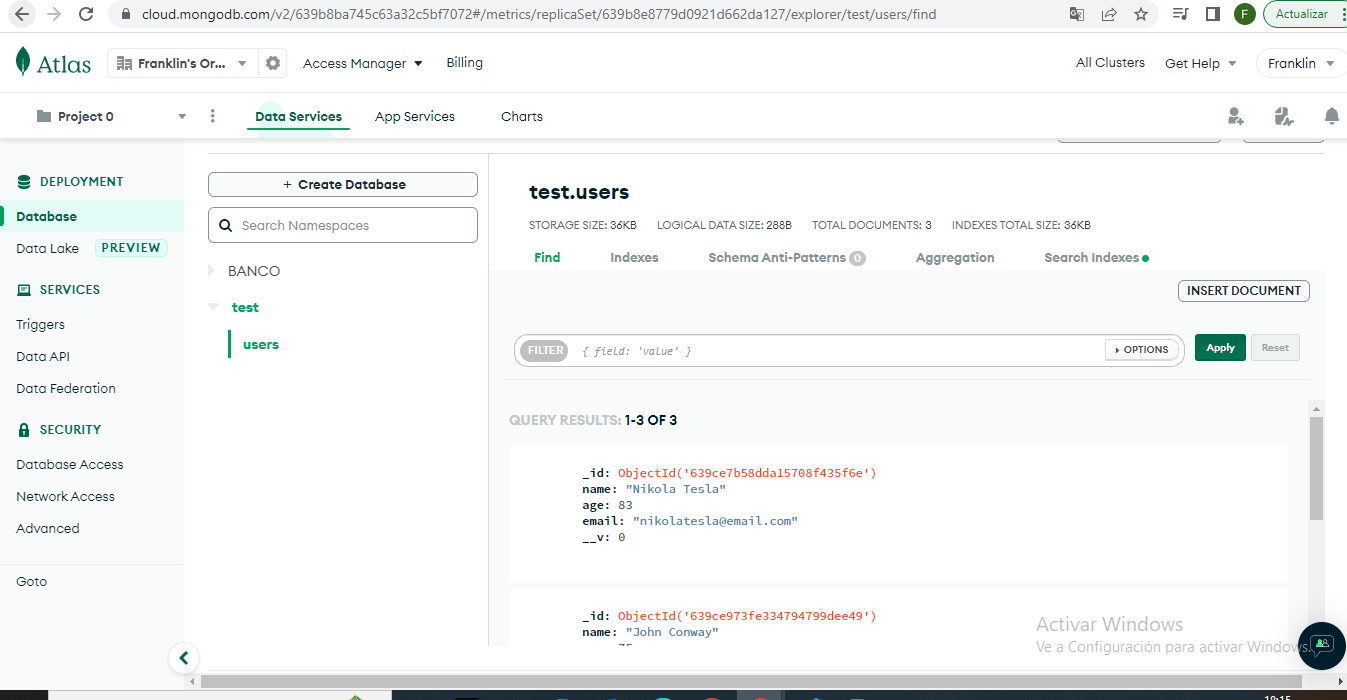 cloud.mongodb.com/v2/639b8ba745c63a32c5bf7072#/metrics/replicaSet/639b8e8779d0921d662da127/explorer/test/users/find
F
Actualizar
Atlas
Franklin's Or...
Access Manager
Billing
All Clusters
Get Help
Franklin
Project 0
Data Services
App Services
Charts
DEPLOYMENT
Database
Data Lake PREVIEW
SERVICES
Triggers
Data API
Data Federation
SECURITY
Database Access
Network Access
Advanced
Goto
+ Create Database
Search Namespaces
BANCO
test
users
test.users
STORAGE SIZE: 36KB LOGICAL DATA SIZE: 288B TOTAL DOCUMENTS: 3 INDEXES TOTAL SIZE: 36KB
Find Indexes Schema Anti-Patterns 0 Aggregation Search Indexes
INSERT DOCUMENT
FILTER { field: 'value' } OPTIONS Apply Reset
QUERY RESULTS: 1-3 OF 3
_id: ObjectId('639ce7b58dda15708f435f6e')
name: "Nikola Tesla"
age: 83
email: "nikolatesla@email.com"
__v: 0
_id: ObjectId('639ce973fe334794799dee49')
name: "John Conway"
Activar Windows
Ve a Configuración para activar Windows.